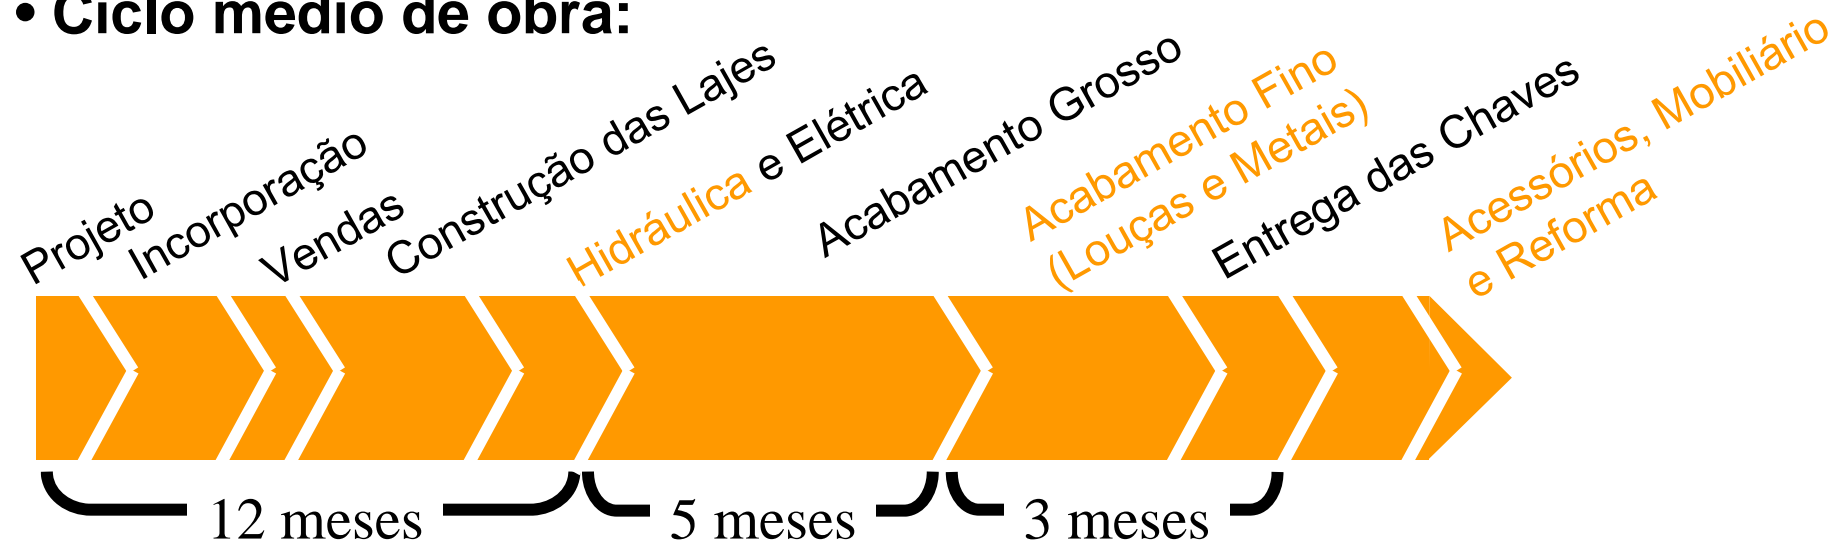 • Ciclo médio de obra:
Projeto
Incorporação
Vendas
Construção das Lajes
Hidráulica e Elétrica
Acabamento Grosso
Acabamento Fino
(Louças e Metais)
Entrega das Chaves
Acessórios, Mobiliário
e Reforma
12 meses
5 meses
3 meses